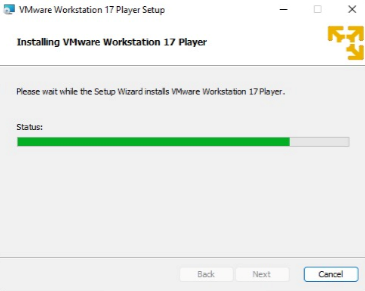 VMware Workstation 17 Player Setup
Installing VMware Workstation 17 Player
Please wait while the Setup Wizard installs VMware Workstation 17 Player.
Status:
Back Next Cancel